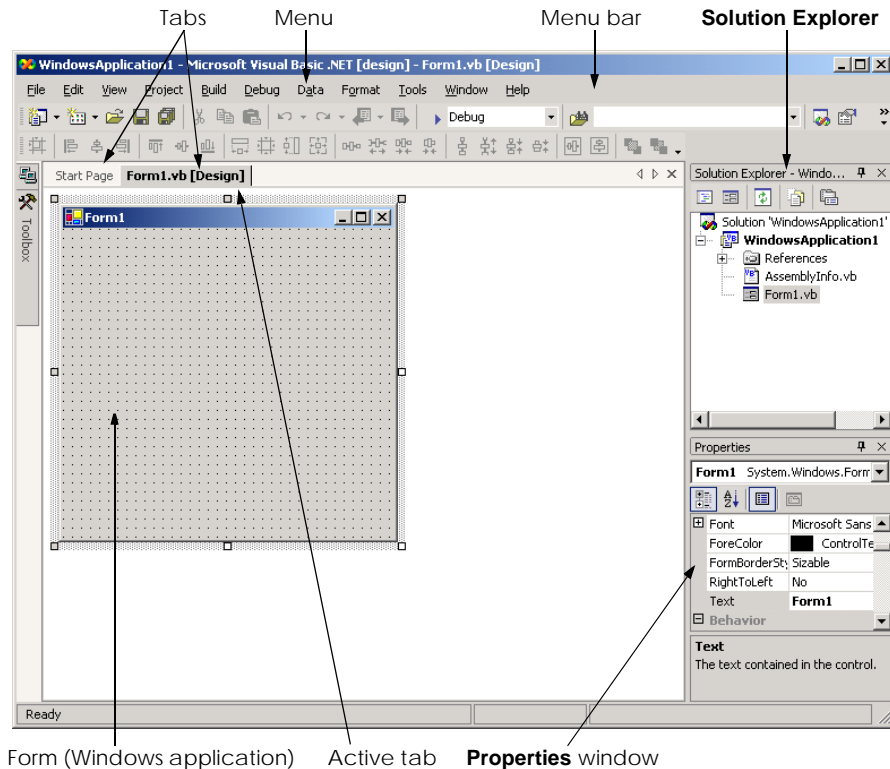 Tabs Menu Menu bar Solution Explorer
WindowsApplication1 - Microsoft Visual Basic .NET [design] - Form1.vb [Design]
File Edit View Project Build Debug Data Format Tools Window Help
Debug
Start Page Form1.vb [Design]
Toolbox
Form1
Solution Explorer - Windo...
Solution 'WindowsApplication1'
WindowsApplication1
References
AssemblyInfo.vb
Form1.vb
Properties
Form1 System.Windows.Form
Font Microsoft Sans
ForeColor ControlTe
FormBorderSty Sizable
RightToLeft No
Text Form1
Behavior
Text
The text contained in the control.
Ready
Form (Windows application) Active tab Properties window